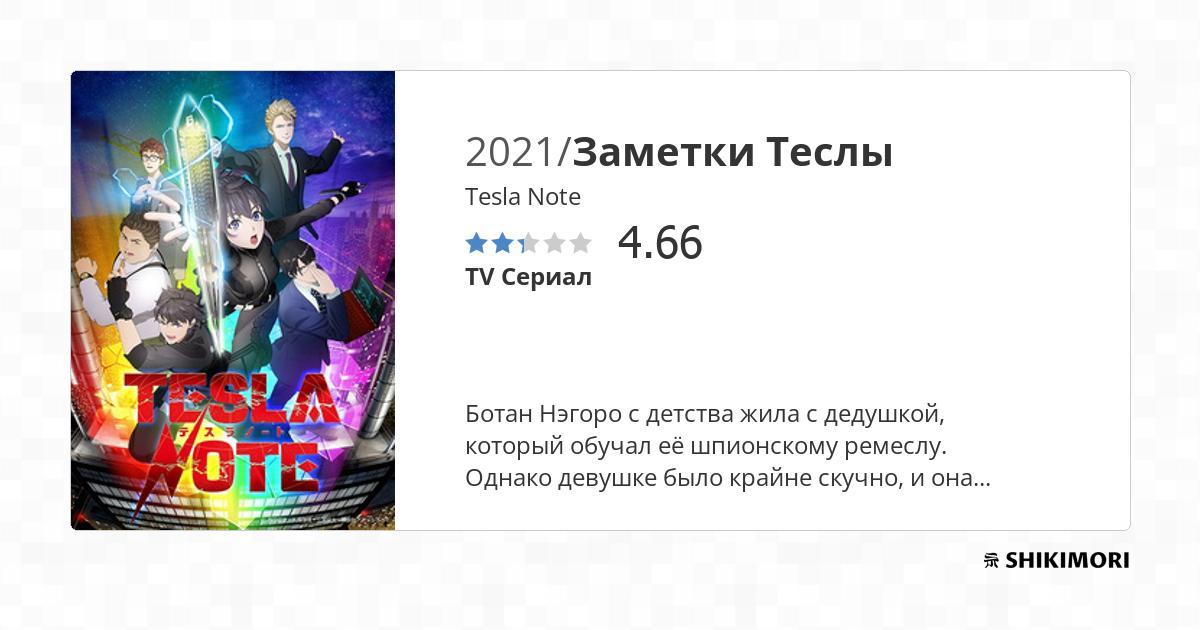 2021/Заметки Теслы
Tesla Note
4.66
TV Сериал
Ботан Нэгоро с детства жила с дедушкой,
который обучал её шпионскому ремеслу.
Однако девушке было крайне скучно, и она...
TESLA
テスラノート
NOTE
SHIKIMORI